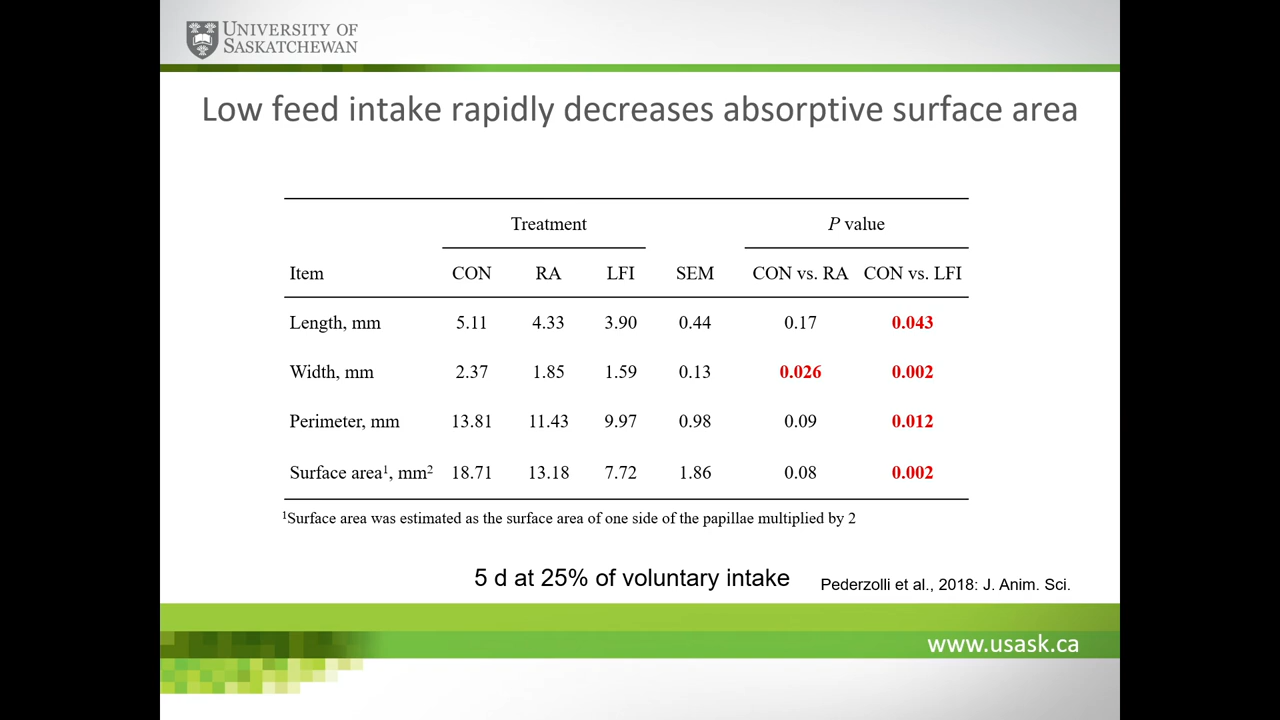 UNIVERSITY OF
SASKATCHEWAN
Low feed intake rapidly decreases absorptive surface area
Treatment P value
Item CON RA LFI SEM CON vs. RA CON vs. LFI
Length, mm 5.11 4.33 3.90 0.44 0.17 0.043
Width, mm 2.37 1.85 1.59 0.13 0.026 0.002
Perimeter, mm 13.81 11.43 9.97 0.98 0.09 0.012
Surface area¹, mm² 18.71 13.18 7.72 1.86 0.08 0.002
¹Surface area was estimated as the surface area of one side of the papillae multiplied by 2
5 d at 25% of voluntary intake
Pederzolli et al., 2018: J. Anim. Sci.
www.usask.ca